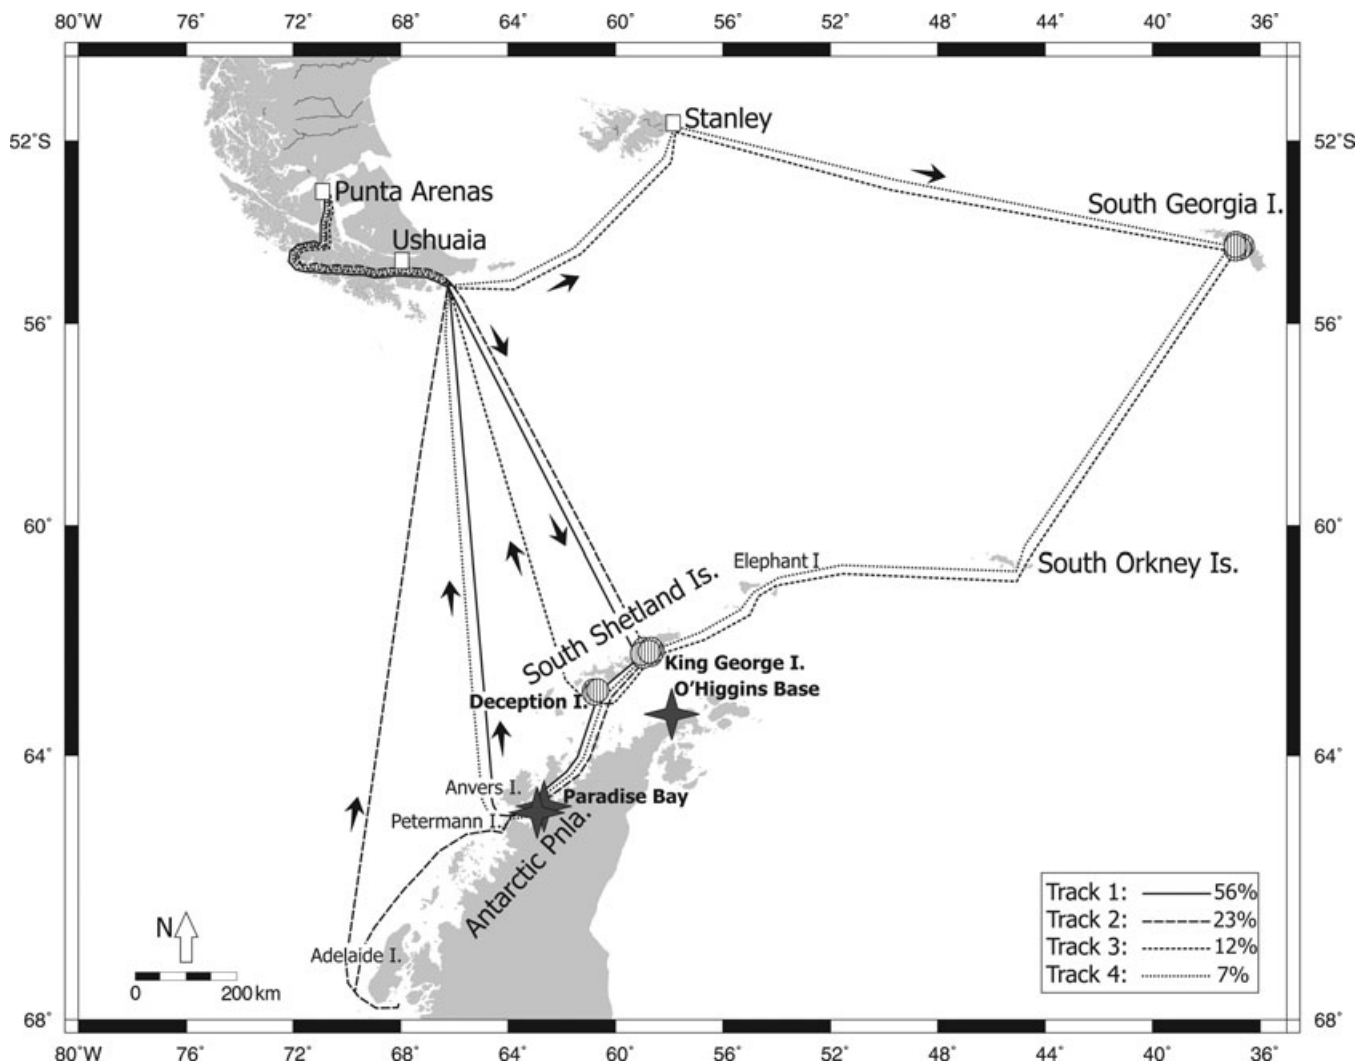 80°W 76° 72° 68° 64° 60° 56° 52° 48° 44° 40° 36°
Stanley
52°S 52°S
Punta Arenas
South Georgia I.
Ushuaia
56° 56°
60° 60°
Elephant I
South Orkney Is.
South Shetland Is.
King George I.
O'Higgins Base
Deception I.
64° 64°
Anvers I.
Paradise Bay
Petermann I.
Antarctic Pnla.
Track 1: 56%
Track 2: 23%
N
Track 3: 12%
Adelaide I.
Track 4: 7%
0 200 km
68° 68°
80°W 76° 72° 68° 64° 60° 56° 52° 48° 44° 40° 36°